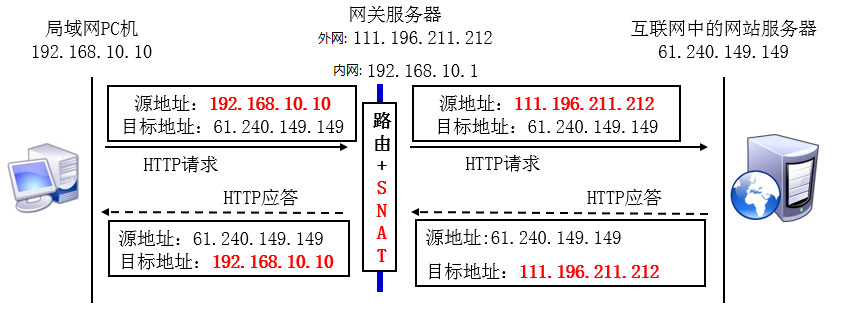 局域网PC机
192.168.10.10
网关服务器
外网: 111.196.211.212
内网: 192.168.10.1
互联网中的网站服务器
61.240.149.149
源地址: 192.168.10.10
目标地址: 61.240.149.149
HTTP请求
HTTP应答
源地址: 61.240.149.149
目标地址: 192.168.10.10
路由+SNAT
源地址: 111.196.211.212
目标地址: 61.240.149.149
HTTP请求
HTTP应答
源地址:61.240.149.149
目标地址: 111.196.211.212